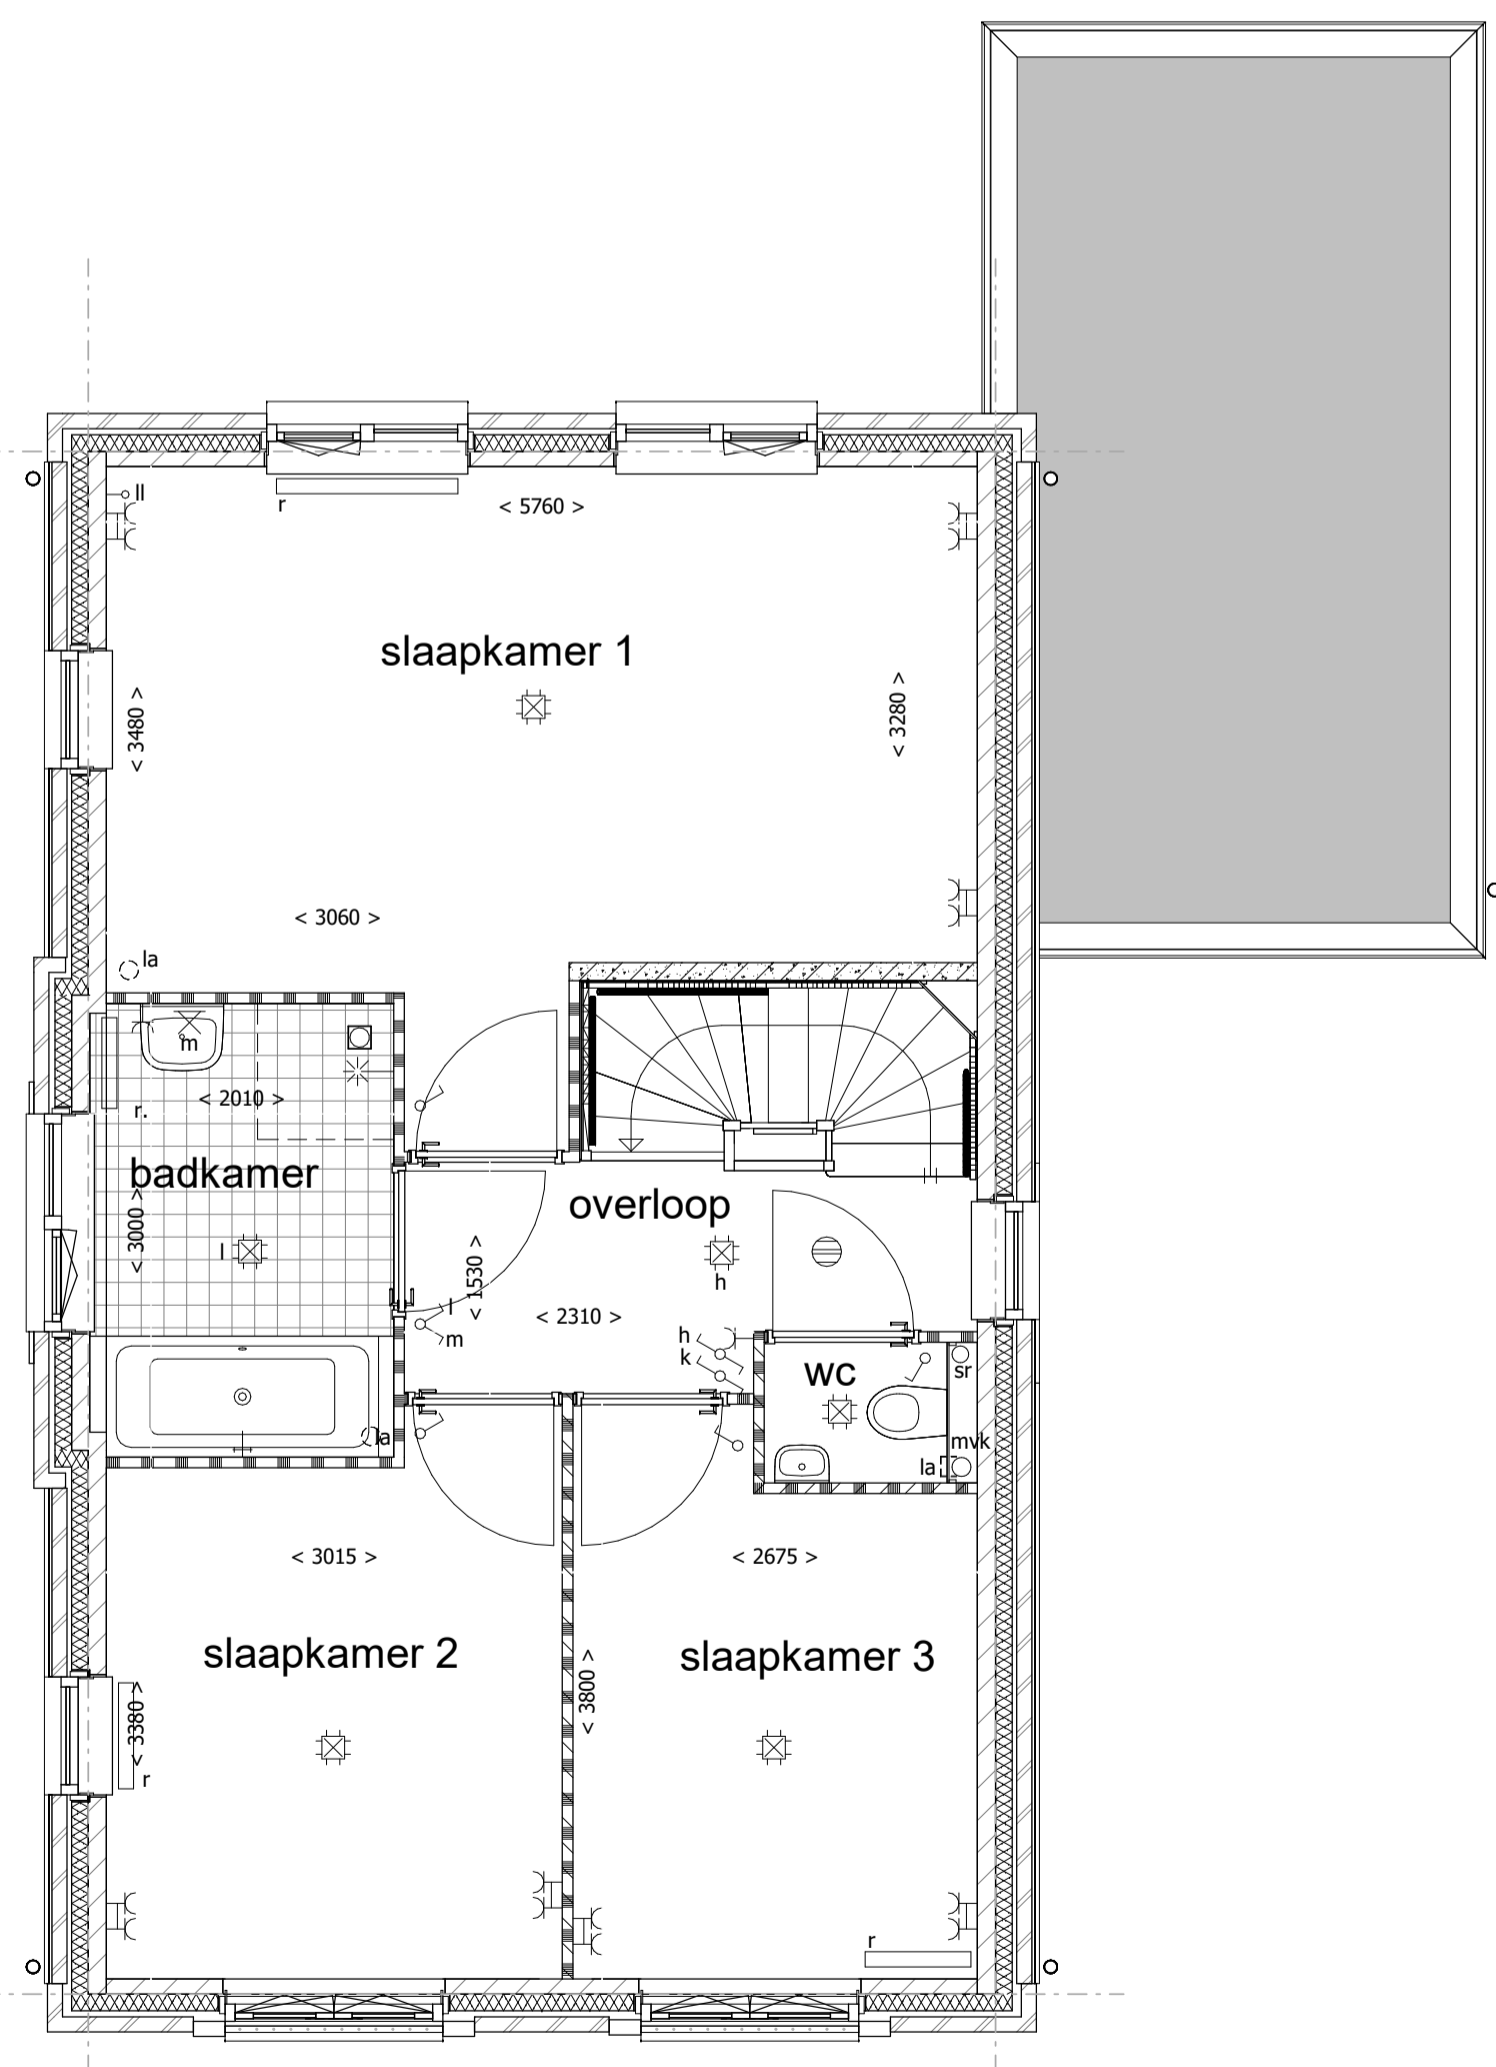 ll
r
< 5760 >
slaapkamer 1
< 3480 >
< 3280 >
< 3060 >
la
m
< 2010 >
r.
badkamer
< 3000 >
l
overloop
h
< 1530 >
< 2310 >
l
m
h
k
wc
sr
mvk
la
la
< 3015 >
< 2675 >
slaapkamer 2
slaapkamer 3
< 3380 >
< 3800 >
r
r